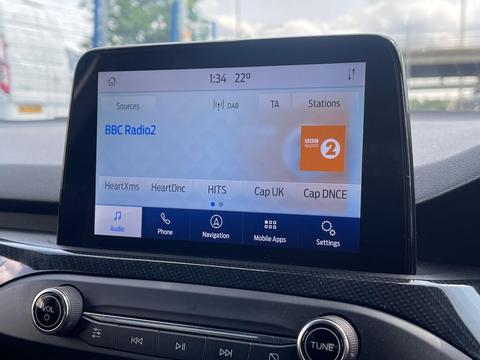 1:34 22º
Sources DAB TA Stations
BBC Radio2
BBC
RADIO 2
HeartXms HeartDnc HITS Cap UK Cap DNCE
Audio Phone Navigation Mobile Apps Settings
VOL
TUNE